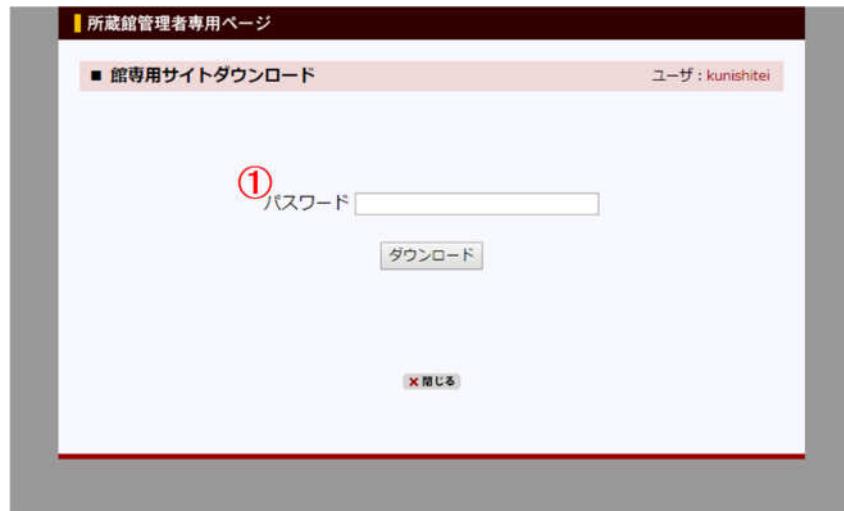 所蔵館管理者専用ページ
■ 館専用サイトダウンロード ユーザ：kunishitei
①
パスワード
ダウンロード
×閉じる